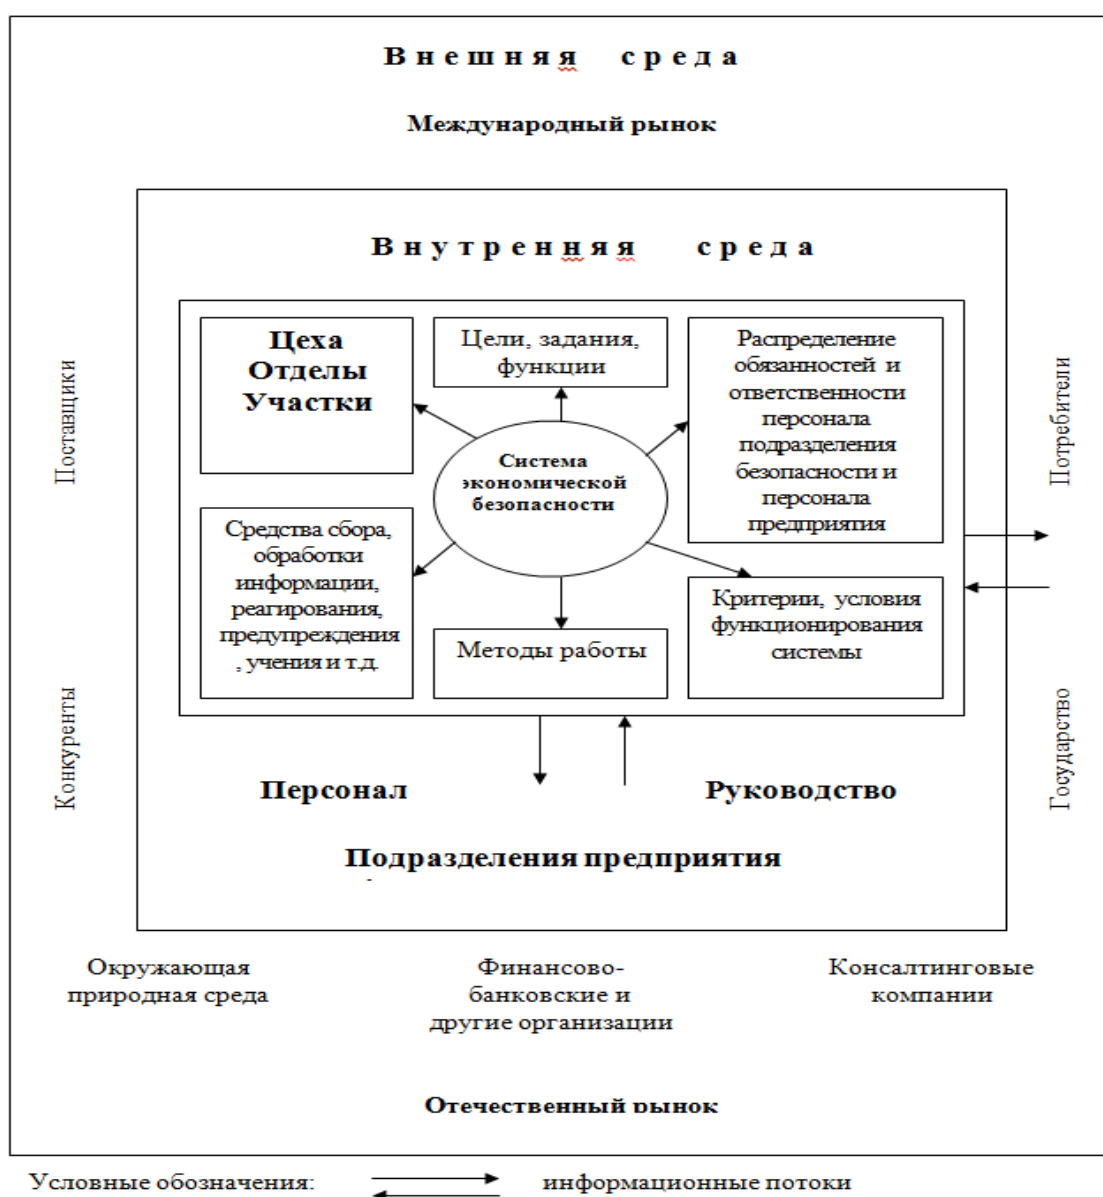 Внешняя среда
Международный рынок
Внутренняя среда
Цеха
Отделы
Участки
Цели, задания,
функции
Распределение
обязанностей и
ответственности
персонала
подразделения
безопасности и
персонала
предприятия
Поставщики
Потребители
Система
экономической
безопасности
Средства сбора,
обработки
информации,
реагирования,
предупреждения
, учения и т.д.
Методы работы
Критерии, условия
функционирования
системы
Конкуренты
Государство
Персонал
Руководство
Подразделения предприятия
Окружающая
природная среда
Финансово-
банковские и
другие организации
Консалтинговые
компании
Отечественный рынок
Условные обозначения:
информационные потоки